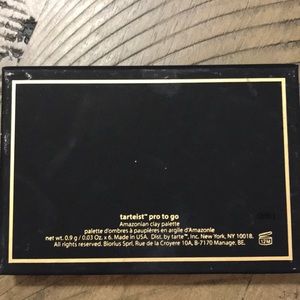 tarteist™ pro to go
Amazonian clay palette
palette d'ombres à paupières en argile d'Amazonie
net wt. 0.9 g / 0.03 Oz. x 6. Made in USA. Dist. by tarte™, Inc. New York, NY 10018.
All rights reserved. Biorius Sprl, Rue de la Croyere 10A, B-7170 Manage. BE.
12M